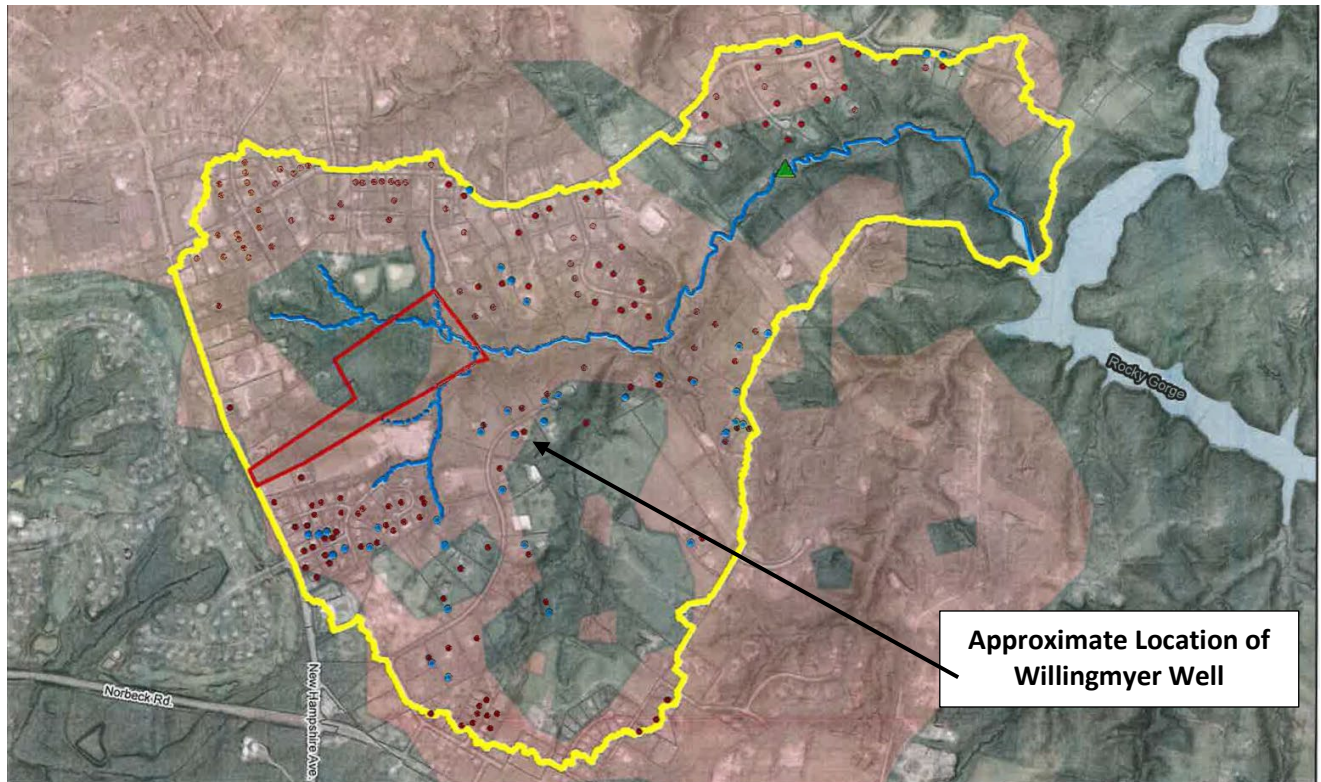 Rocky Gorge
Approximate Location of
Willingmyer Well
Norbeck Rd.
New Hampshire Ave.